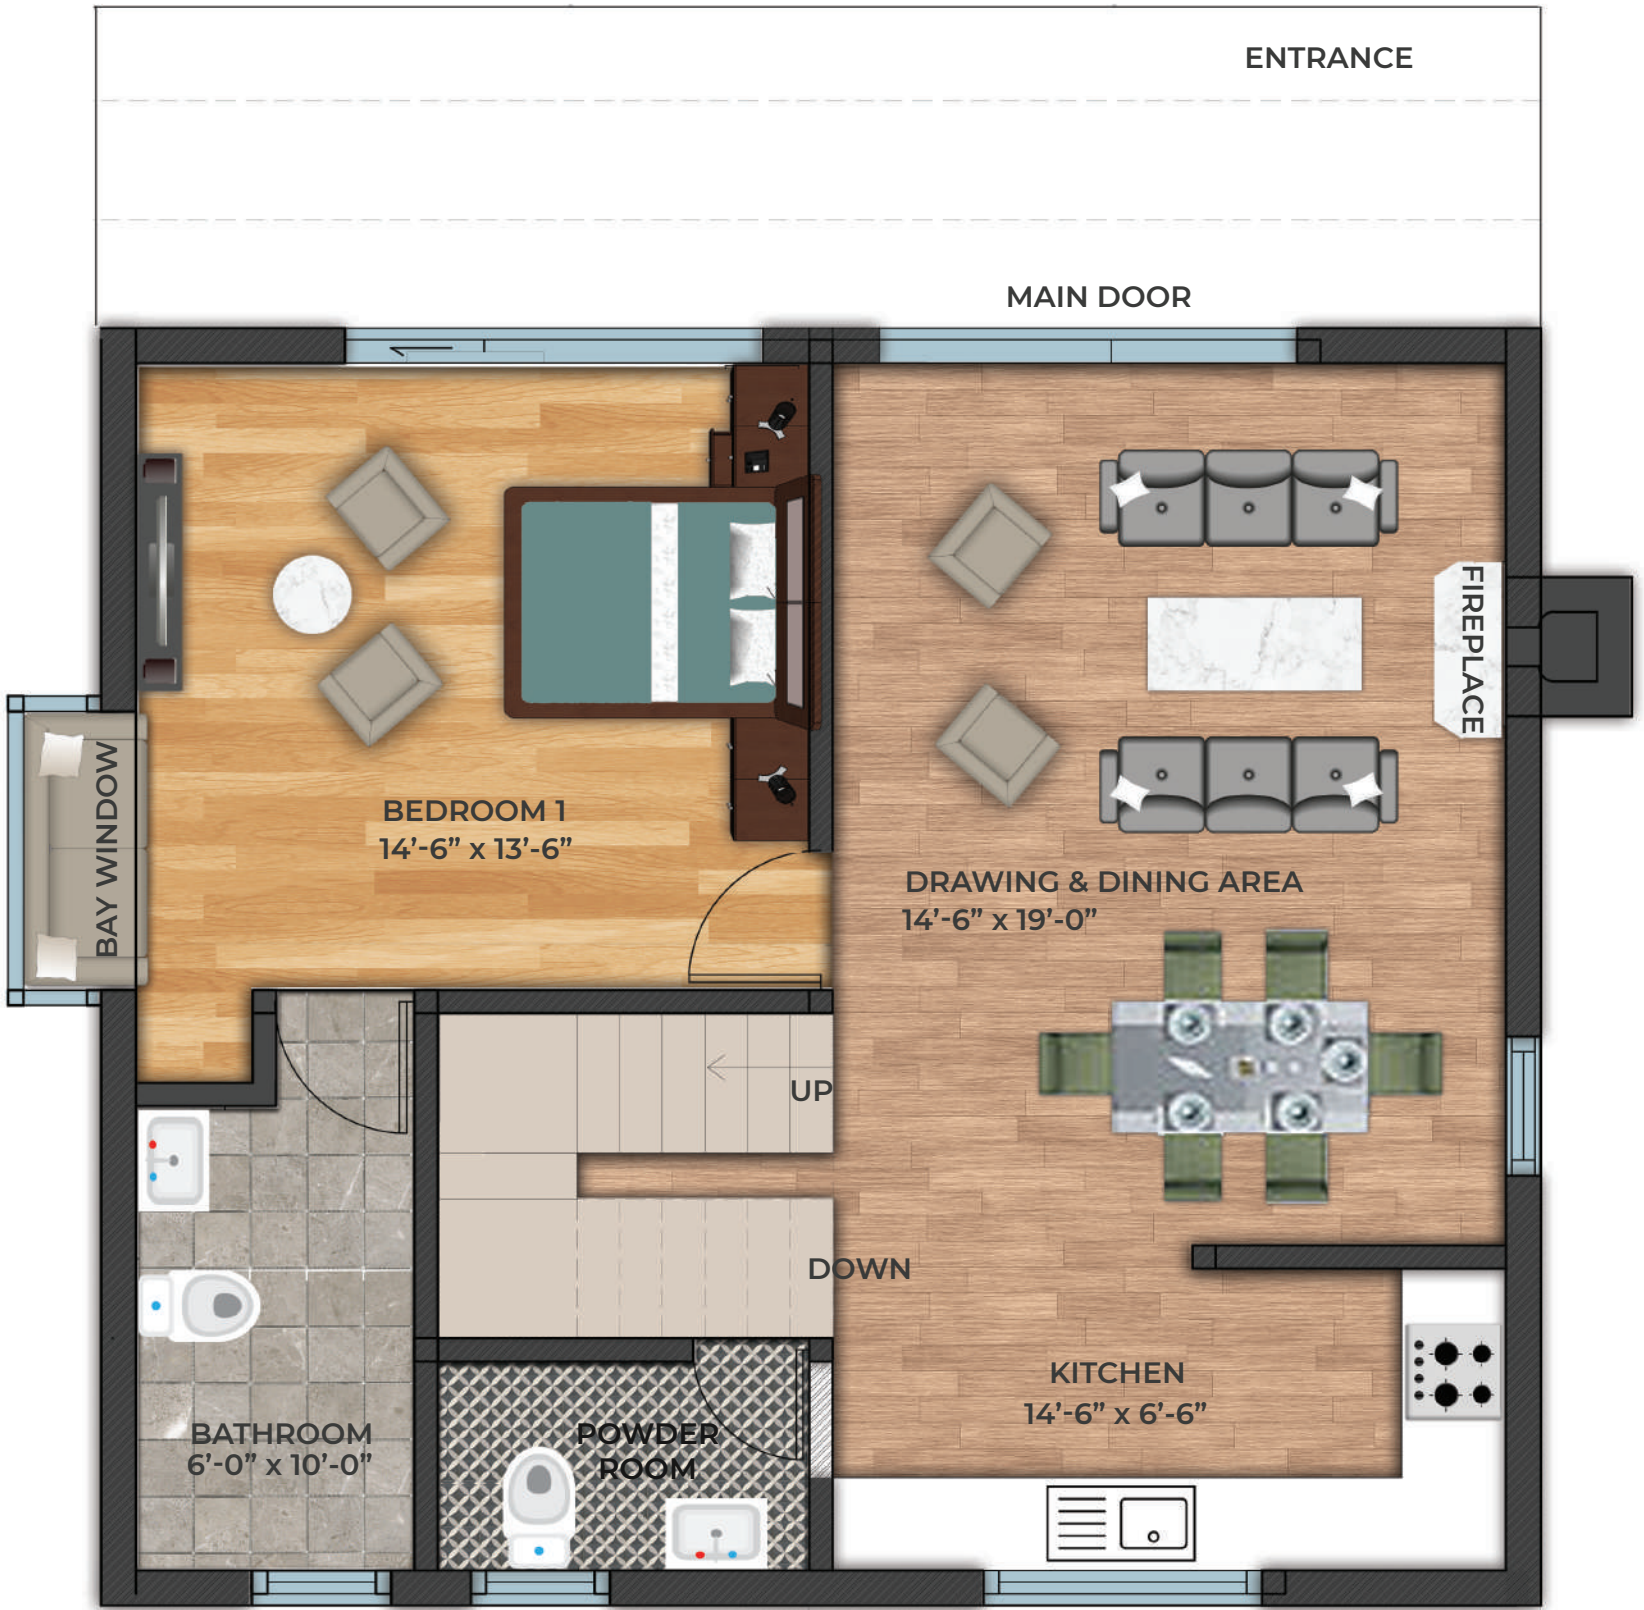 ENTRANCE
MAIN DOOR
FIREPLACE
BAY WINDOW
BEDROOM 1
14’-6” x 13’-6”
DRAWING & DINING AREA
14’-6” x 19’-0”
UP
DOWN
KITCHEN
14’-6” x 6’-6”
BATHROOM
6’-0” x 10’-0”
POWDER
ROOM